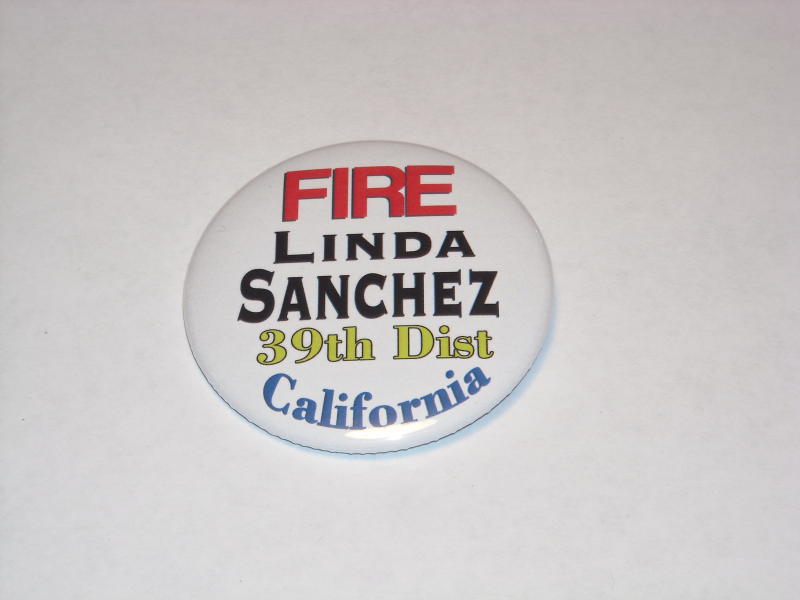 FIRE
LINDA
SANCHEZ
39th Dist
California